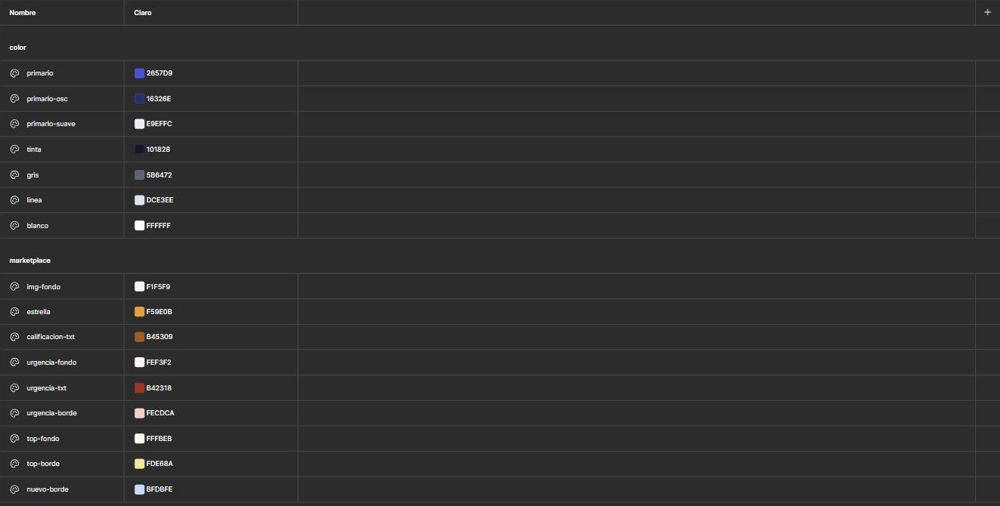 Nombre Claro +
color
primario 2657D9
primario-osc 16326E
primario-suave E9EFFC
tinta 101828
gris 5B6472
linea DCE3EE
blanco FFFFFF
marketplace
img-fondo F1F5F9
estrella F59E0B
calificacion-txt B45309
urgencia-fondo FEF3F2
urgencia-txt B42318
urgencia-borde FECDCA
top-fondo FFFBEB
top-borde FDE68A
nuevo-borde BFDBFE